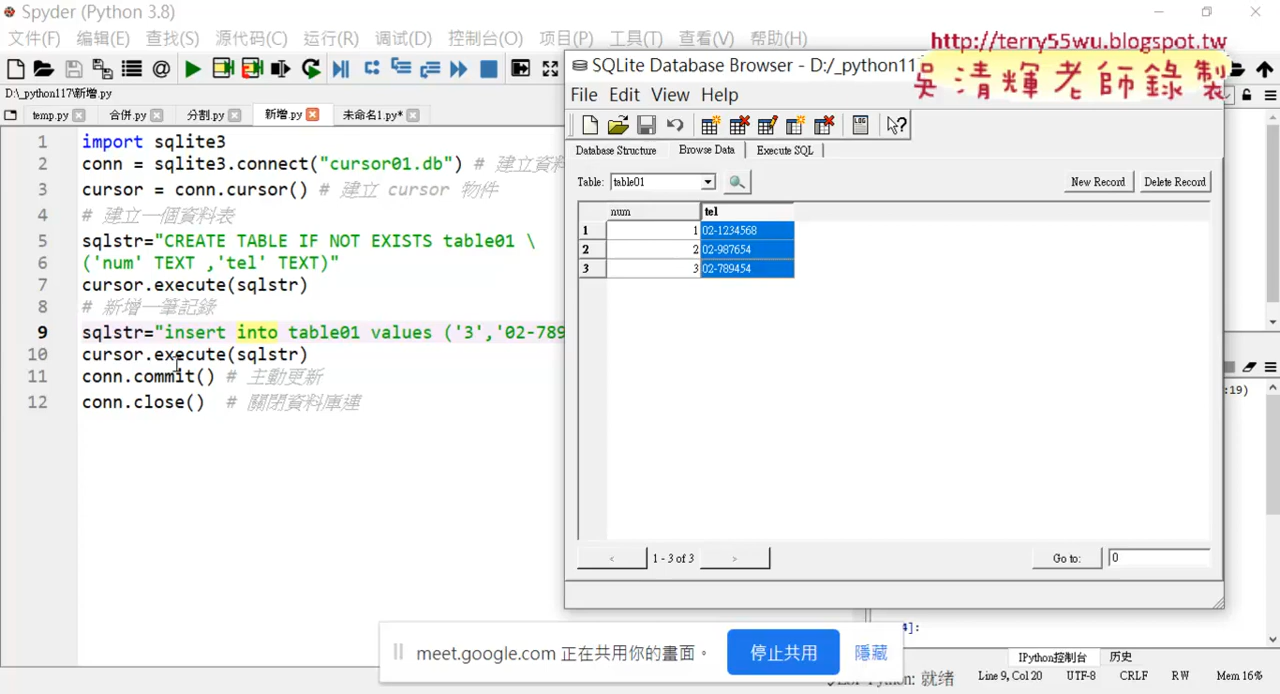 Spyder (Python 3.8)
文件(F) 编辑(E) 查找(S) 源代码(C) 运行(R) 调试(D) 控制台(O) 项目(P) 工具(T) 查看(V) 帮助(H)
http://terry55wu.blogspot.tw
吳清輝老師錄製
D:\_python117\新增.py
temp.py 合併.py 分割.py 新增.py 未命名1.py*
1 import sqlite3
2 conn = sqlite3.connect("cursor01.db") # 建立資料
3 cursor = conn.cursor() # 建立 cursor 物件
4 # 建立一個資料表
5 sqlstr="CREATE TABLE IF NOT EXISTS table01 \
6 ('num' TEXT ,'tel' TEXT)"
7 cursor.execute(sqlstr)
8 # 新增一筆記錄
9 sqlstr="insert into table01 values ('3','02-789
10 cursor.execute(sqlstr)
11 conn.commit() # 主動更新
12 conn.close() # 關閉資料庫連
SQLite Database Browser - D:/_python11
File Edit View Help
LOG
Database Structure Browse Data Execute SQL
Table: table01 New Record Delete Record
num tel
1 1 02-1234568
2 2 02-987654
3 3 02-789454
< 1 - 3 of 3 > Go to: 0
:19)
4]:
meet.google.com 正在共用你的畫面。 停止共用 隱藏
IPython控制台 历史
Python: 就绪 Line 9, Col 20 UTF-8 CRLF RW Mem 16%